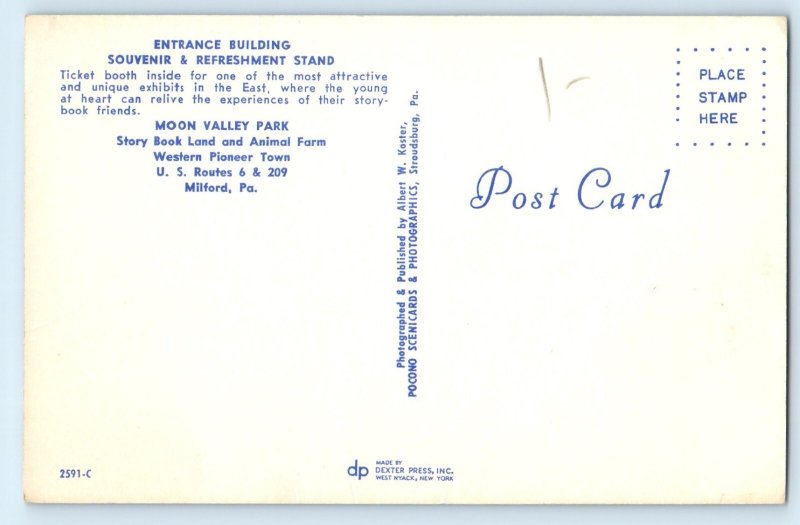 ENTRANCE BUILDING
SOUVENIR & REFRESHMENT STAND
Ticket booth inside for one of the most attractive
and unique exhibits in the East, where the young
at heart can relive the experiences of their story-
book friends.
MOON VALLEY PARK
Story Book Land and Animal Farm
Western Pioneer Town
U. S. Routes 6 & 209
Milford, Pa.
2591-C
Photographed & Published by Albert W. Koster,
POCONO SCENICARDS & PHOTOGRAPHICS, Stroudsburg, Pa.
dp
MADE BY
DEXTER PRESS, INC.
WEST NYACK, NEW YORK
1-
PLACE
STAMP
HERE
Post Card